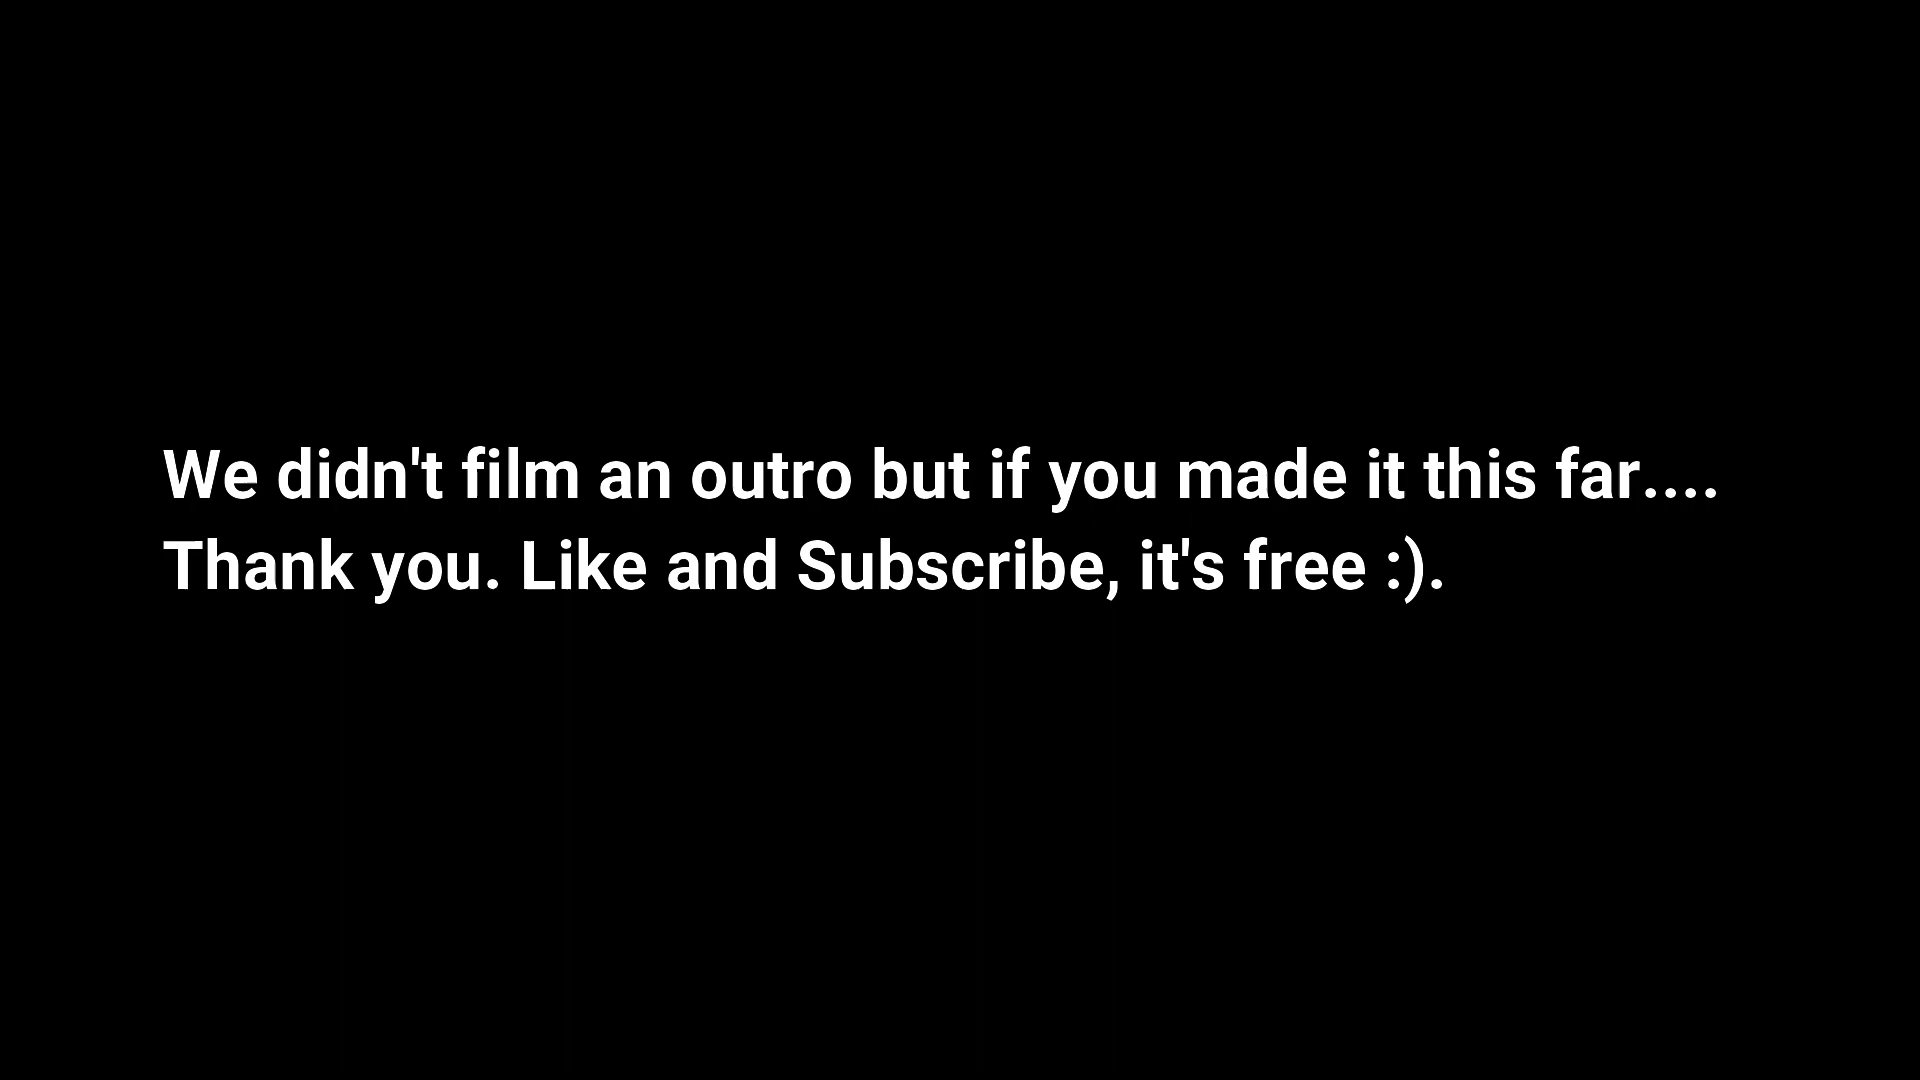 We didn't film an outro but if you made it this far....
Thank you. Like and Subscribe, it's free :).